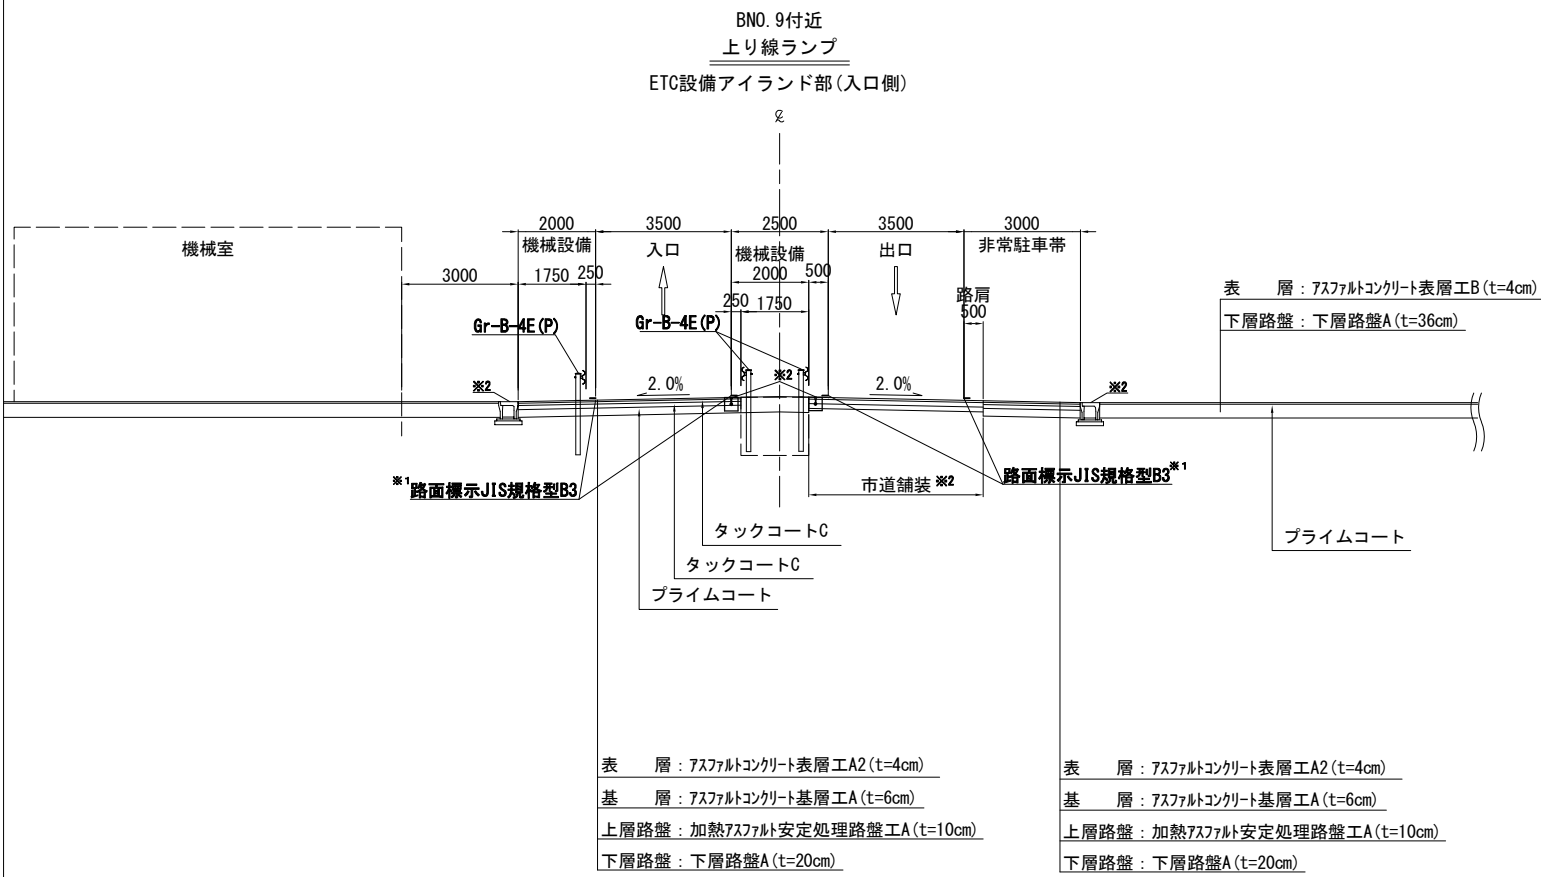 BNO.9付近
上り線ランプ
ETC設備アイランド部(入口側)
℄
2000
3500
2500
3500
3000
機械室
機械設備
入口
機械設備
出口
非常駐車帯
3000
1750
250
2000
500
250
1750
路肩
500
Gr-B-4E(P)
Gr-B-4E(P)
表　　層：アスファルトコンクリート表層工B(t=4cm)
下層路盤：下層路盤A(t=36cm)
※2
2.0%
※2
2.0%
※2
※1路面標示JIS規格型B3
市道舗装※2
路面標示JIS規格型B3※1
タックコートC
タックコートC
プライムコート
プライムコート
表　　層：アスファルトコンクリート表層工A2(t=4cm)
基　　層：アスファルトコンクリート基層工A(t=6cm)
上層路盤：加熱アスファルト安定処理路盤工A(t=10cm)
下層路盤：下層路盤A(t=20cm)
表　　層：アスファルトコンクリート表層工A2(t=4cm)
基　　層：アスファルトコンクリート基層工A(t=6cm)
上層路盤：加熱アスファルト安定処理路盤工A(t=10cm)
下層路盤：下層路盤A(t=20cm)